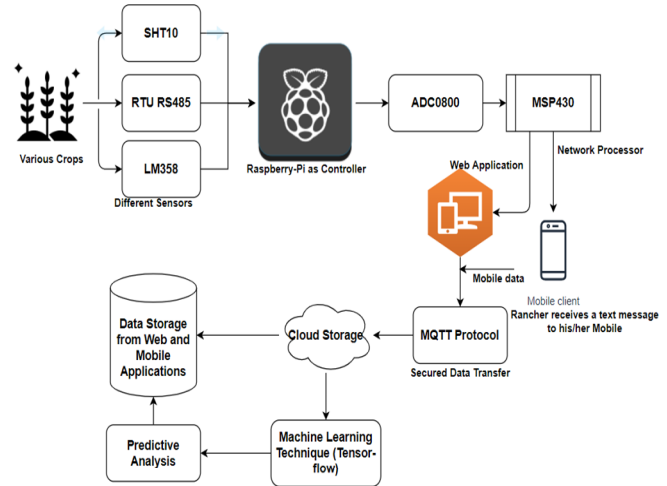 SHT10
RTU RS485
LM358
Various Crops
Different Sensors
Raspberry-Pi as Controller
ADC0800
MSP430
Network Processor
Web Application
Mobile data
Mobile client
Rancher receives a text message
to his/her Mobile
MQTT Protocol
Secured Data Transfer
Cloud Storage
Data Storage
from Web and
Mobile
Applications
Predictive
Analysis
Machine Learning
Technique (Tensor-
flow)